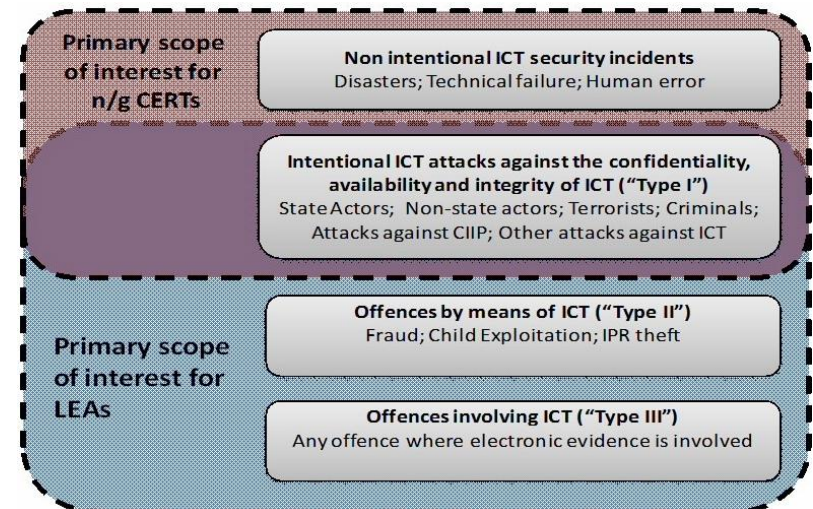 Primary scope
of interest for
n/g CERTs
Non intentional ICT security incidents
Disasters; Technical failure; Human error
Intentional ICT attacks against the confidentiality,
availability and integrity of ICT (“Type I”)
State Actors; Non-state actors; Terrorists; Criminals;
Attacks against CIIP; Other attacks against ICT
Primary scope
of interest for
LEAs
Offences by means of ICT (“Type II”)
Fraud; Child Exploitation; IPR theft
Offences involving ICT (“Type III”)
Any offence where electronic evidence is involved